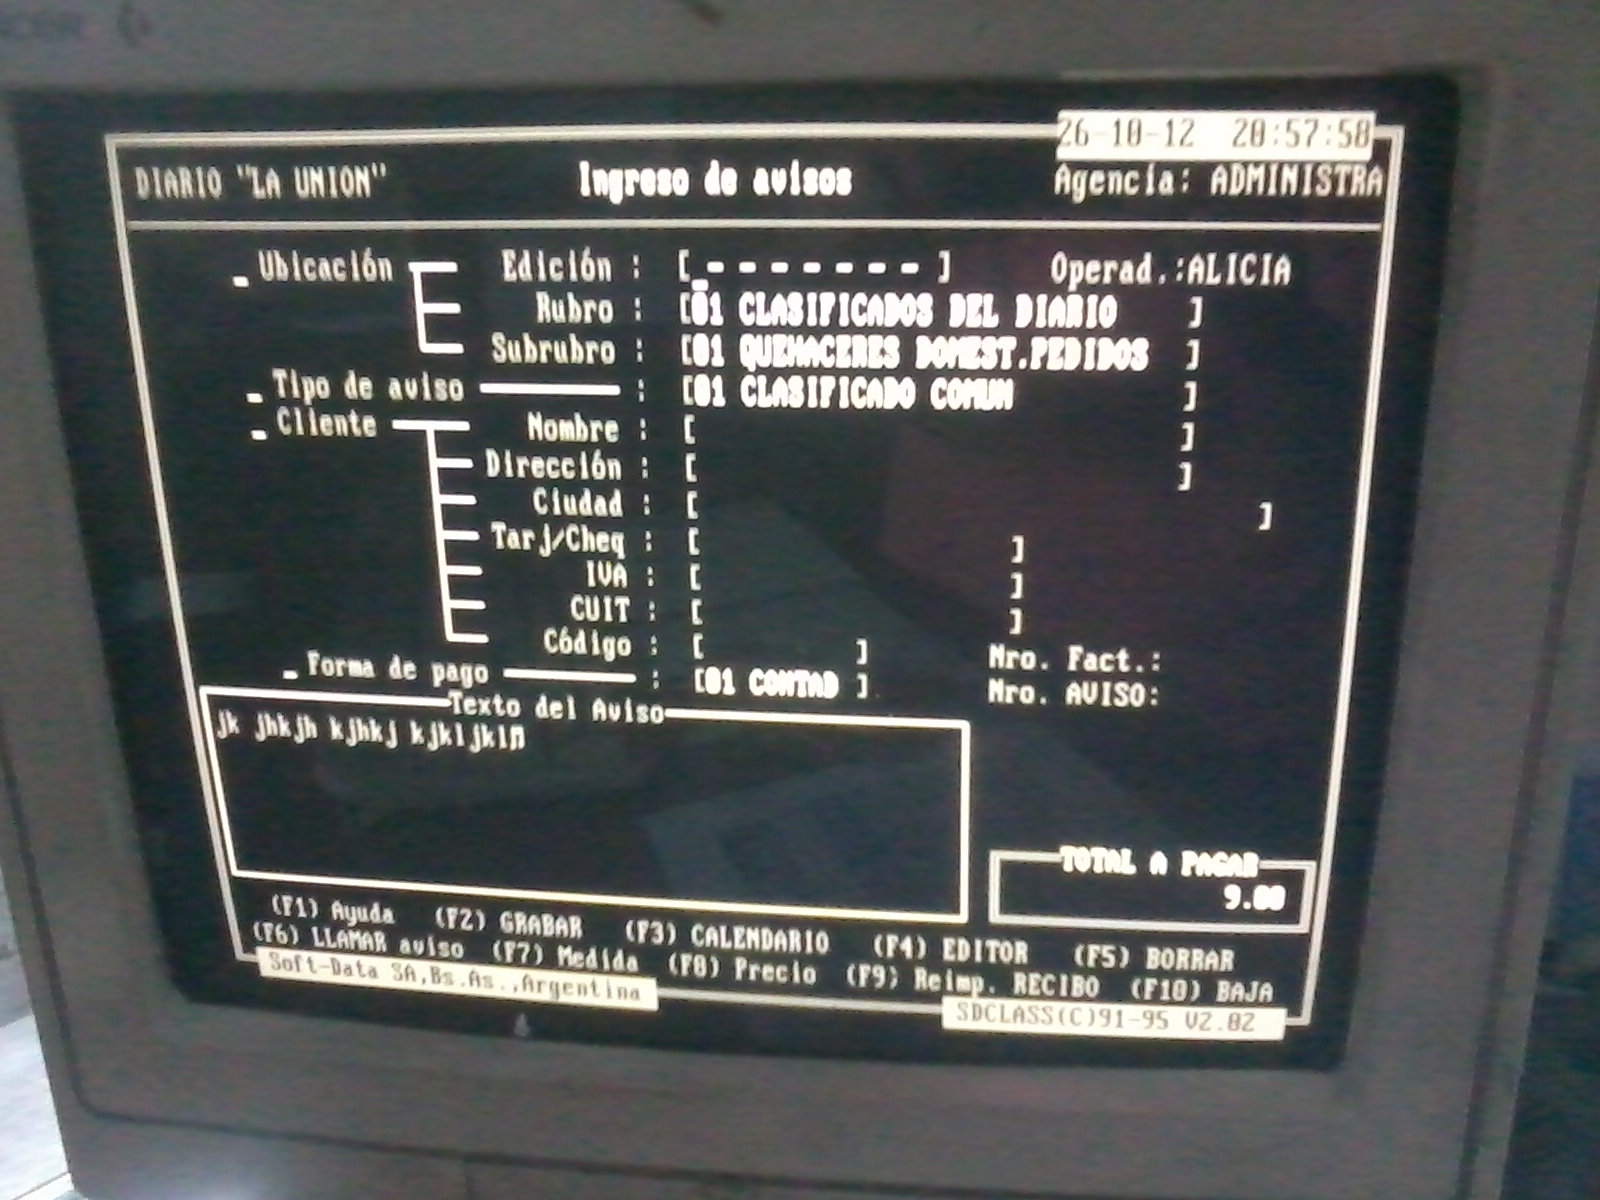 26-10-12 20:57:58
DIARIO "LA UNION" Ingreso de avisos Agencia: ADMINISTRA
Ubicación Edición : [ - - - - - - - ] Operad.:ALICIA
Rubro : [01 CLASIFICADOS DEL DIARIO ]
Subrubro : [01 QUEHACERES DOMEST.PEDIDOS ]
Tipo de aviso : [01 CLASIFICADO COMUN ]
Cliente Nombre : [ ]
Dirección : [ ]
Ciudad : [ ]
Tarj/Cheq : [ ]
IVA : [ ]
CUIT : [ ]
Código : [ ] Nro. Fact.:
Forma de pago : [01 CONTAD ] Nro. AVISO:
Texto del Aviso
jk jhkjh kjhkj kjkljklñ
TOTAL A PAGAR
9.00
(F1) Ayuda (F2) GRABAR (F3) CALENDARIO (F4) EDITOR (F5) BORRAR
(F6) LLAMAR aviso (F7) Medida (F8) Precio (F9) Reimp. RECIBO (F10) BAJA
Soft-Data SA,Bs.As.,Argentina
SDCLASS(C)91-95 V2.02